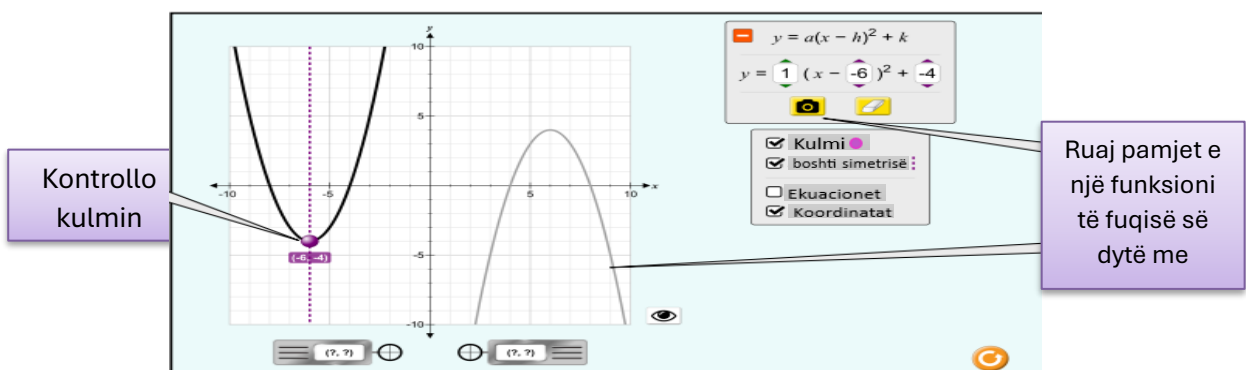 y
10
5
-10
-5
5
10
x
-5
-10
(-6, -4)
(?, ?)
(?, ?)
y = a(x − h)² + k
y = 1 (x − -6)² + -4
Kulmi
boshti simetrisë
Ekuacionet
Koordinatat
Kontrollo
kulmin
Ruaj pamjet e
një funksioni
të fuqisë së
dytë me